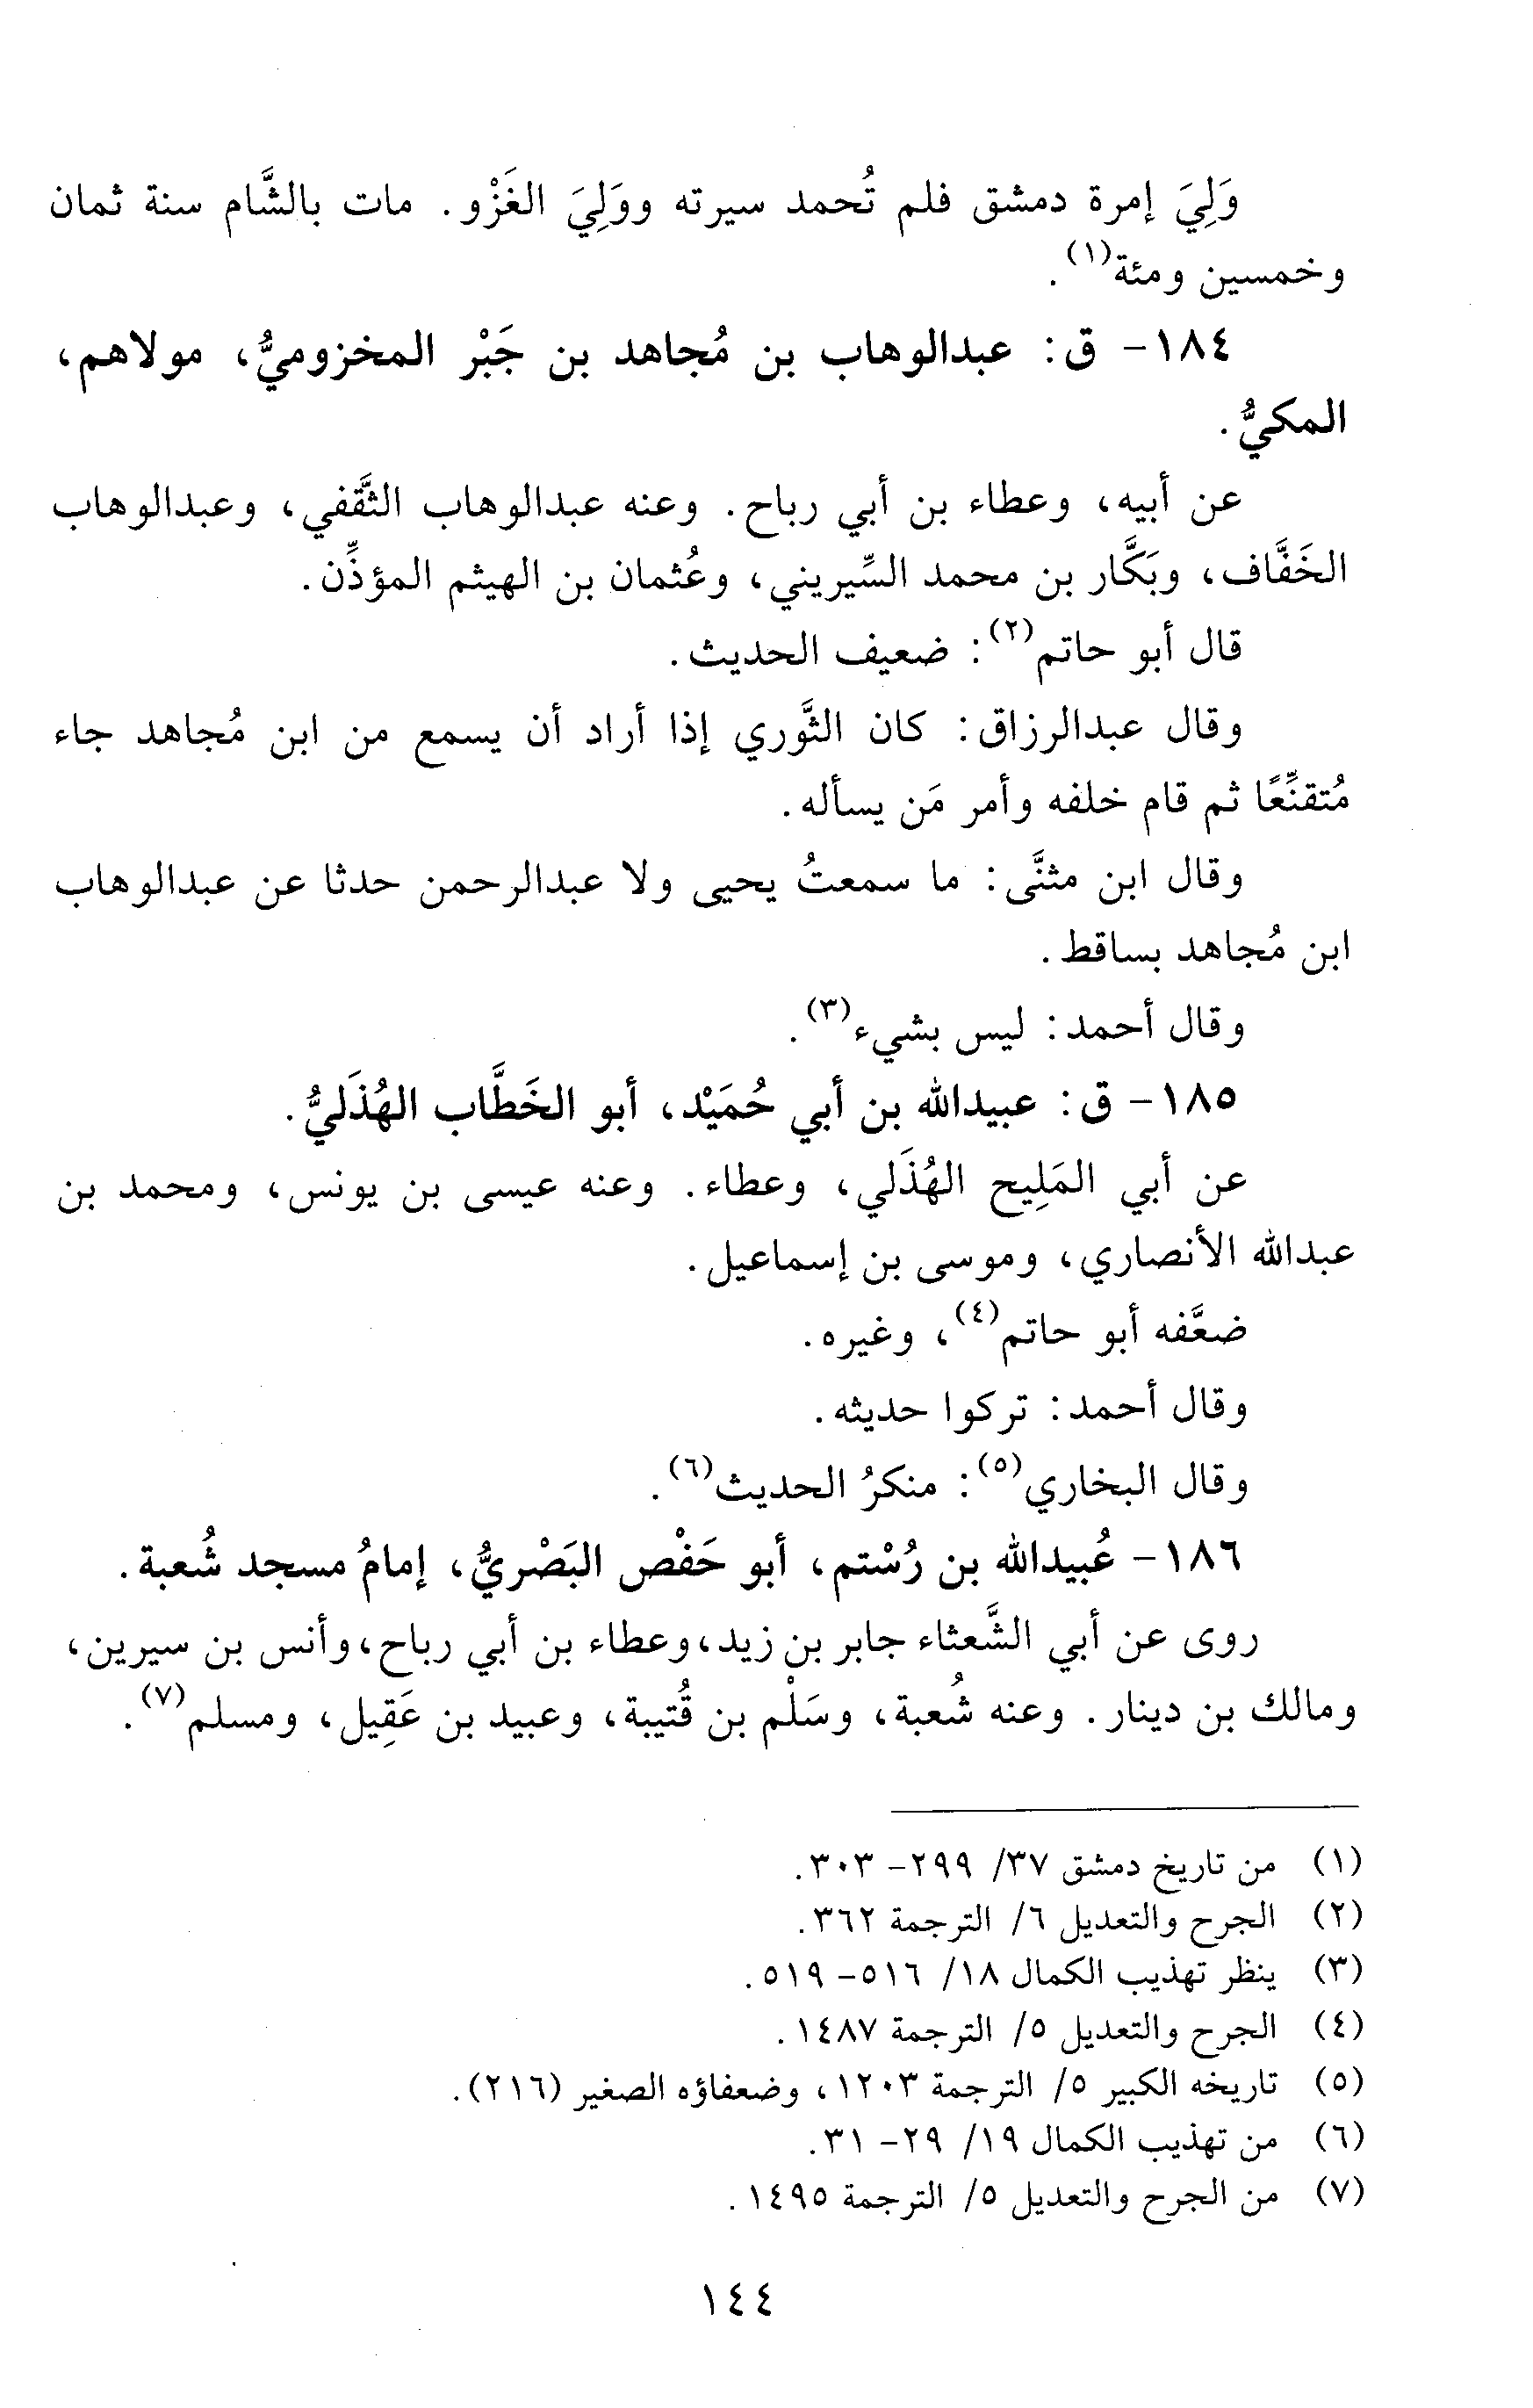 وَلِيَ إمرة دمشق فلم تُحمد سيرته ووَلِيَ الغَزْو. مات بالشَّام سنة ثمان
وخمسين ومئة(١).
١٨٤- ق: عبدالوهاب بن مُجاهد بن جَبْر المخزوميُّ، مولاهم،
المكيُّ.
عن أبيه، وعطاء بن أبي رباح. وعنه عبدالوهاب الثَّقفي، وعبدالوهاب
الخَفَّاف، وبَكَّار بن محمد السِّيريني، وعُثمان بن الهيثم المؤذِّن.
قال أبو حاتم(٢): ضعيف الحديث.
وقال عبدالرزاق: كان الثَّوري إذا أراد أن يسمع من ابن مُجاهد جاء
مُتقنِّعًا ثم قام خلفه وأمر مَن يسأله.
وقال ابن مثنَّى: ما سمعتُ يحيى ولا عبدالرحمن حدثا عن عبدالوهاب
ابن مُجاهد بساقط.
وقال أحمد: ليس بشيء(٣).
١٨٥- ق: عبيدالله بن أبي حُمَيْد، أبو الخَطَّاب الهُذَليُّ.
عن أبي المَلِيح الهُذَلي، وعطاء. وعنه عيسى بن يونس، ومحمد بن
عبدالله الأنصاري، وموسى بن إسماعيل.
ضعَّفه أبو حاتم(٤)، وغيره.
وقال أحمد: تركوا حديثه.
وقال البخاري(٥): منكرُ الحديث(٦).
١٨٦- عُبيدالله بن رُسْتم، أبو حَفْص البَصْريُّ، إمامُ مسجد شُعبة.
روى عن أبي الشَّعثاء جابر بن زيد، وعطاء بن أبي رباح، وأنس بن سيرين،
ومالك بن دينار. وعنه شُعبة، وسَلْم بن قُتيبة، وعبيد بن عَقِيل، ومسلم(٧).
(١) من تاريخ دمشق ٣٧/ ٢٩٩- ٣٠٣.
(٢) الجرح والتعديل ٦/ الترجمة ٣٦٢.
(٣) ينظر تهذيب الكمال ١٨/ ٥١٦- ٥١٩.
(٤) الجرح والتعديل ٥/ الترجمة ١٤٨٧.
(٥) تاريخه الكبير ٥/ الترجمة ١٢٠٣، وضعفاؤه الصغير (٢١٦).
(٦) من تهذيب الكمال ١٩/ ٢٩- ٣١.
(٧) من الجرح والتعديل ٥/ الترجمة ١٤٩٥.
١٤٤